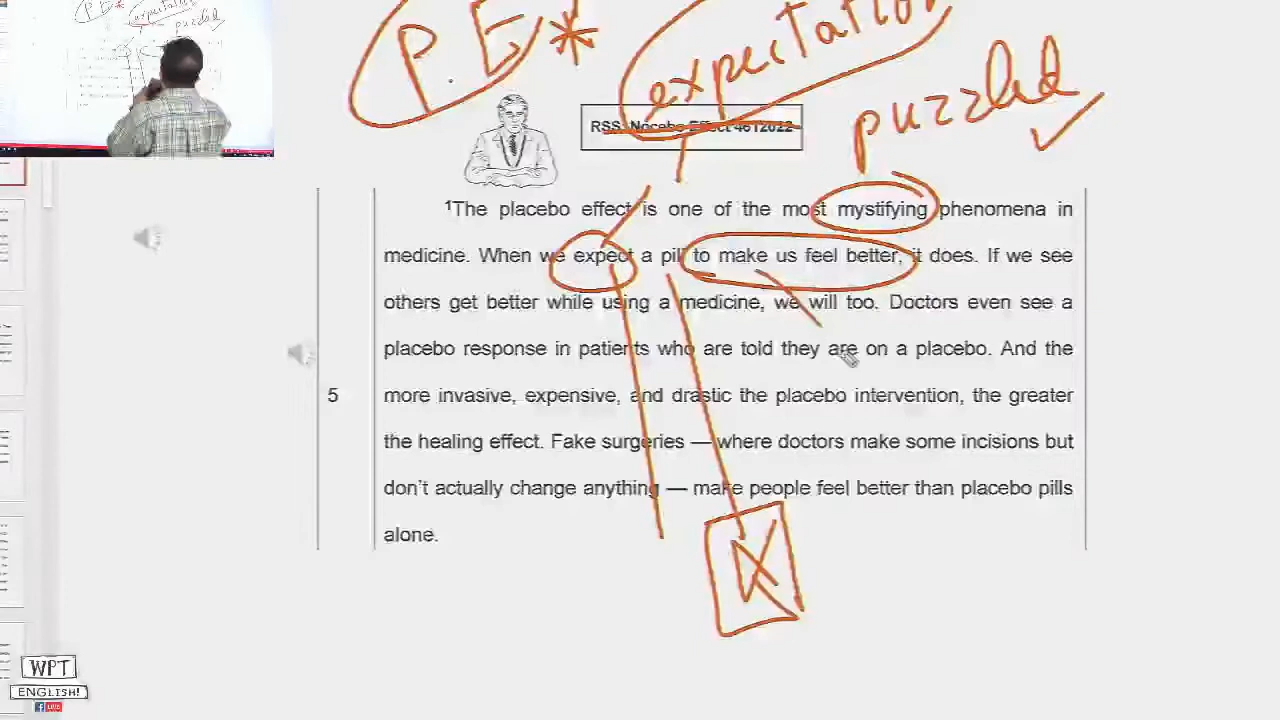 P.E*
expectation
puzzled
RSS: Nocebo Effect 4612022
¹The placebo effect is one of the most mystifying phenomena in
medicine. When we expect a pill to make us feel better, it does. If we see
others get better while using a medicine, we will too. Doctors even see a
placebo response in patients who are told they are on a placebo. And the
5 more invasive, expensive, and drastic the placebo intervention, the greater
the healing effect. Fake surgeries — where doctors make some incisions but
don't actually change anything — make people feel better than placebo pills
alone.
WPT
ENGLISH!